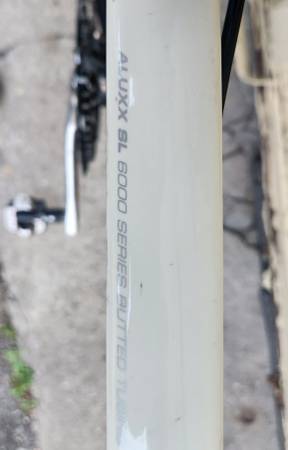 ALUXX SL 6000 SERIES BUTTED